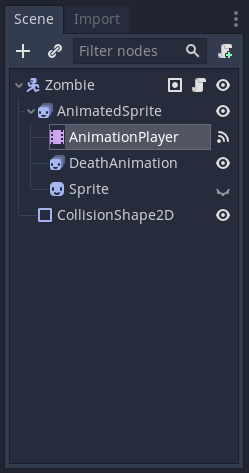 Scene Import
Filter nodes
Zombie
AnimatedSprite
AnimationPlayer
DeathAnimation
Sprite
CollisionShape2D